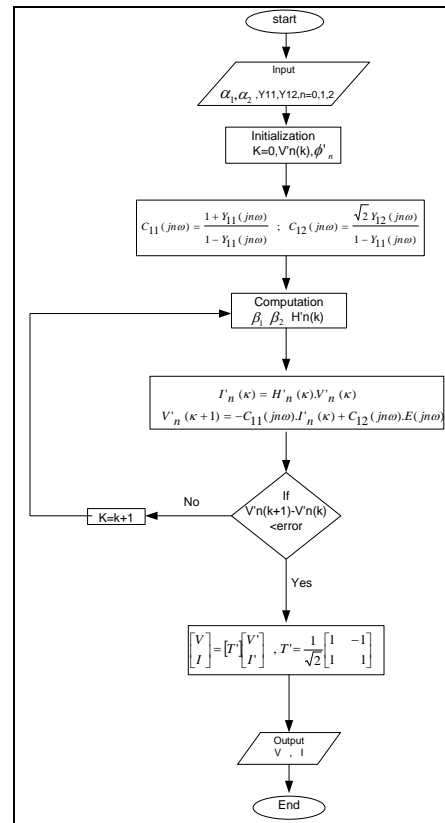 start
Input
α₁,α₂ ,Y11,Y12,n=0,1,2
Initialization
K=0,V'n(k),ϕ'ₙ
C₁₁(jnω) = (1 + Y₁₁(jnω)) / (1 − Y₁₁(jnω)) ; C₁₂(jnω) = (√2 Y₁₂(jnω)) / (1 − Y₁₁(jnω))
Computation
β₁ β₂ H'n(k)
I'ₙ(κ) = H'ₙ(κ).V'ₙ(κ)
V'ₙ(κ+1) = −C₁₁(jnω).I'ₙ(κ) + C₁₂(jnω).E(jnω)
If
V'n(k+1)-V'n(k)
<error
No
K=k+1
Yes
[V I] = [T'] [V' I'] , T' = 1/√2 [1 −1 1 1]
Output
V , I
End